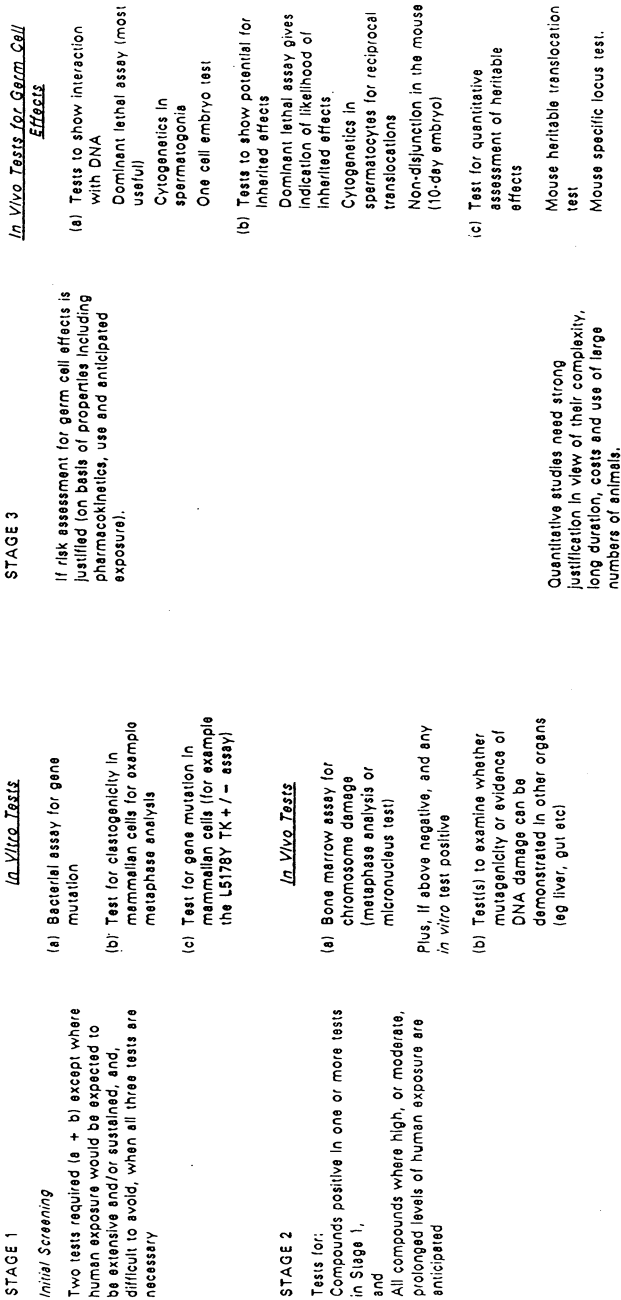 STAGE 1
Initial Screening
Two tests required (a + b) except where
human exposure would be expected to
be extensive and/or sustained, and,
difficult to avoid, when all three tests are
necessary
In Vitro Tests
(a) Bacterial assay for gene
mutation
(b) Test for clastogenicity in
mammalian cells for example
metaphase analysis
(c) Test for gene mutation in
mammalian cells (for example
the L5178Y TK+/− assay)
STAGE 2
Tests for:
Compounds positive in one or more tests
in Stage 1,
and
All compounds where high, or moderate,
prolonged levels of human exposure are
anticipated
In Vivo Tests
(a) Bone marrow assay for
chromosome damage
(metaphase analysis or
micronucleus test)
Plus, if above negative, and any
in vitro test positive
(b) Test(s) to examine whether
mutagenicity or evidence of
DNA damage can be
demonstrated in other organs
(eg liver, gut etc)
STAGE 3
If risk assessment for germ cell effects is
justified (on basis of properties including
pharmacokinetics, use and anticipated
exposure).
Quantitative studies need strong
justification in view of their complexity,
long duration, costs and use of large
numbers of animals.
In Vivo Tests for Germ Cell
Effects
(a) Tests to show interaction
with DNA
Dominant lethal assay (most
useful)
Cytogenetics in
spermatogonia
One cell embryo test
(b) Tests to show potential for
inherited effects
Dominant lethal assay gives
indication of likelihood of
inherited effects
Cytogenetics in
spermatocytes for reciprocal
translocations
Non-disjunction in the mouse
(10-day embryo)
(c) Test for quantitative
assessment of heritable
effects
Mouse heritable translocation
test
Mouse specific locus test.